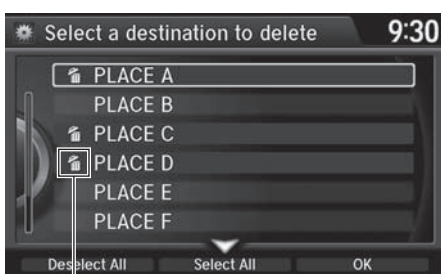 Select a destination to delete 9:30
PLACE A
PLACE B
PLACE C
PLACE D
PLACE E
PLACE F
Deselect All Select All OK